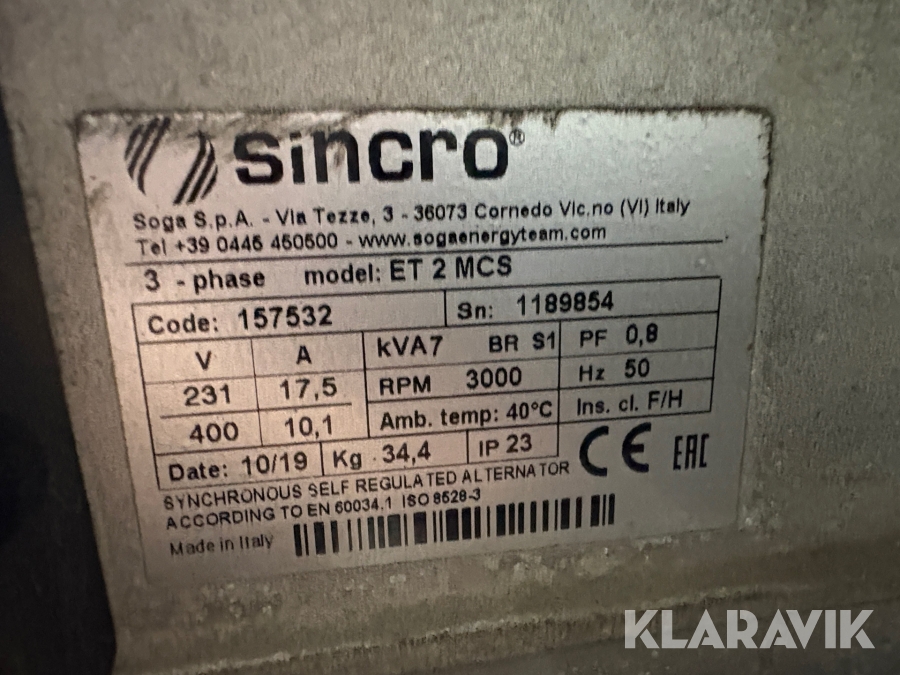 sincro®
Soga S.p.A. - Via Tezze, 3 - 36073 Cornedo Vic.no (VI) Italy
Tel +39 0445 450500 - www.sogaenergyteam.com
3 - phase model: ET 2 MCS
Code: 157532 Sn: 1189854
V A kVA7 BR S1 PF 0,8
231 17,5 RPM 3000 Hz 50
400 10,1 Amb. temp: 40°C Ins. cl. F/H
Date: 10/19 Kg 34,4 IP 23 CE EAC
SYNCHRONOUS SELF REGULATED ALTERNATOR
ACCORDING TO EN 60034.1 ISO 8528-3
Made in Italy
KLARAVIK